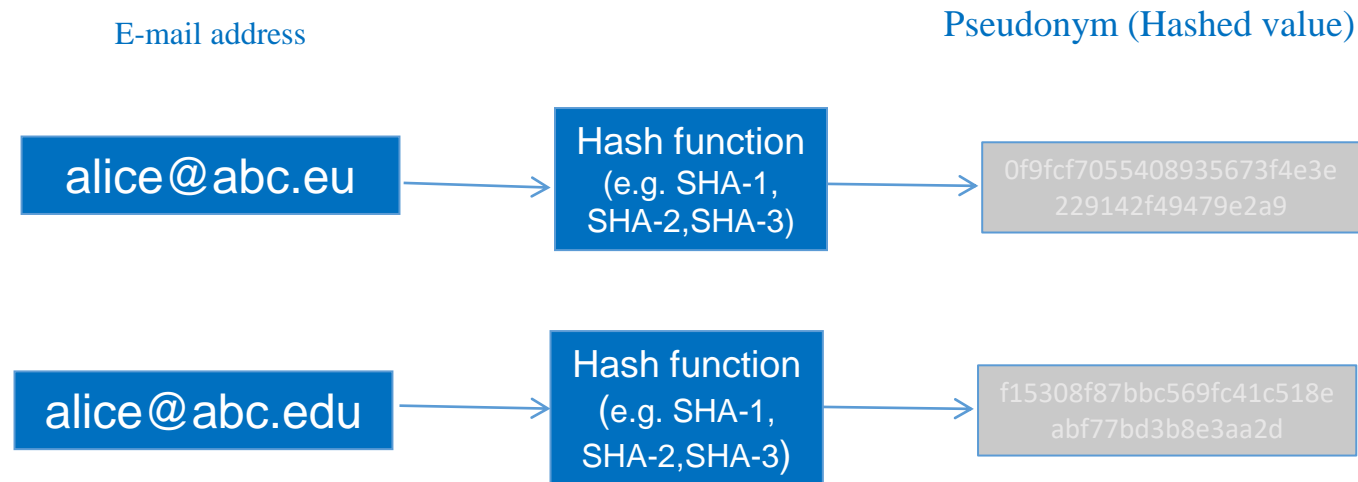 E-mail address
Pseudonym (Hashed value)
alice@abc.eu
Hash function
(e.g. SHA-1,
SHA-2,SHA-3)
0f9fcf7055408935673f4e3e
229142f49479e2a9
alice@abc.edu
Hash function
(e.g. SHA-1,
SHA-2,SHA-3)
f15308f87bbc569fc41c518e
abf77bd3b8e3aa2d